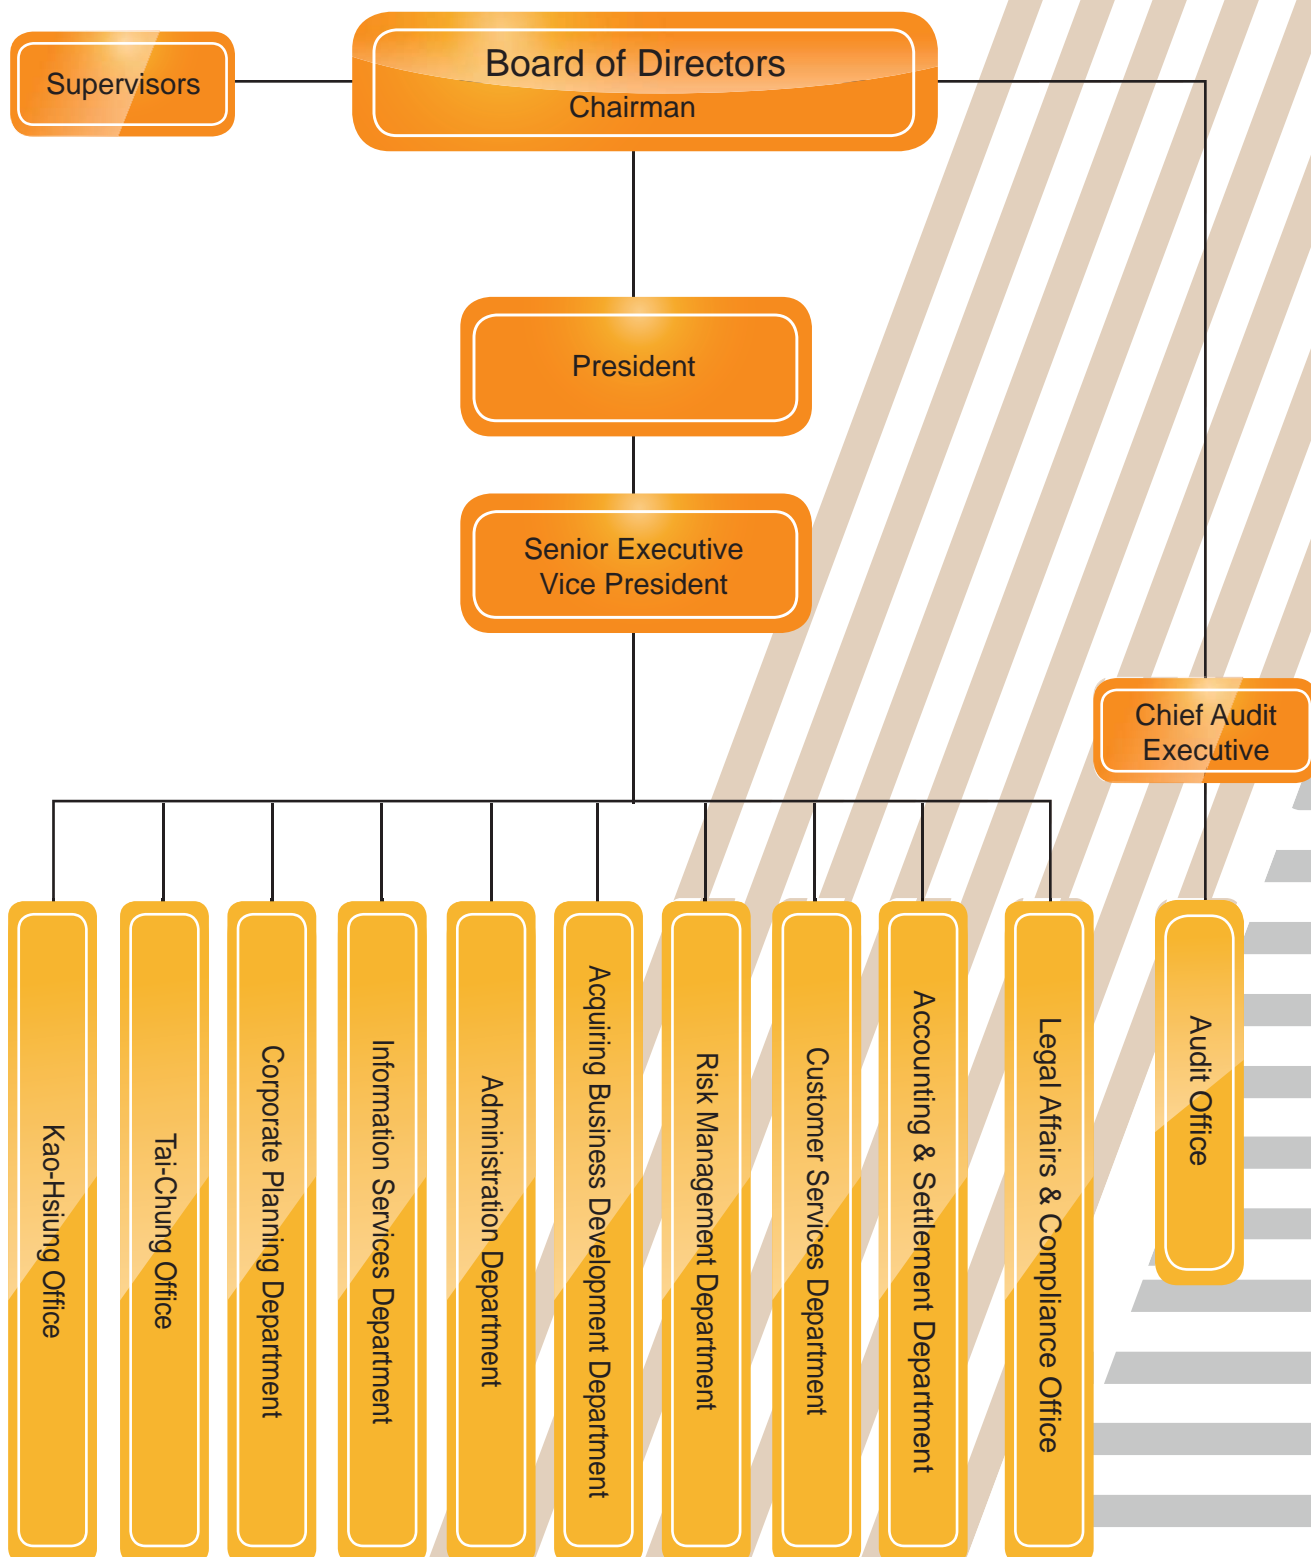 Supervisors
Board of Directors
Chairman
President
Senior Executive
Vice President
Chief Audit
Executive
Kao-Hsiung Office
Tai-Chung Office
Corporate Planning Department
Information Services Department
Administration Department
Acquiring Business Development Department
Risk Management Department
Customer Services Department
Accounting & Settlement Department
Legal Affairs & Compliance Office
Audit Office